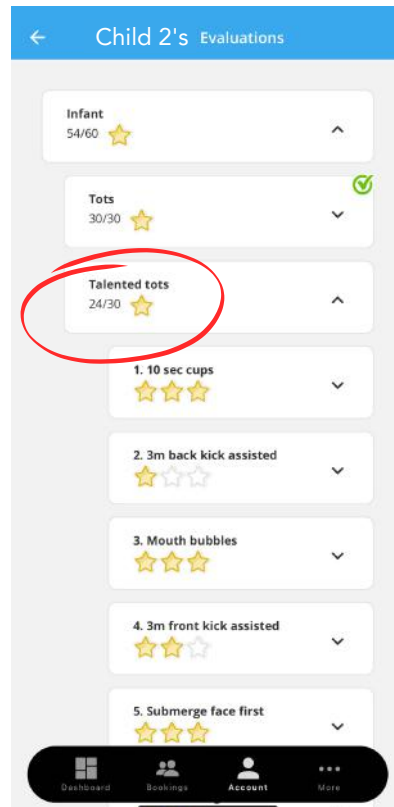 Child 2's Evaluations
Infant
54/60
Tots
30/30
Talented tots
24/30
1. 10 sec cups
2. 3m back kick assisted
3. Mouth bubbles
4. 3m front kick assisted
5. Submerge face first
Dashboard Bookings Account More